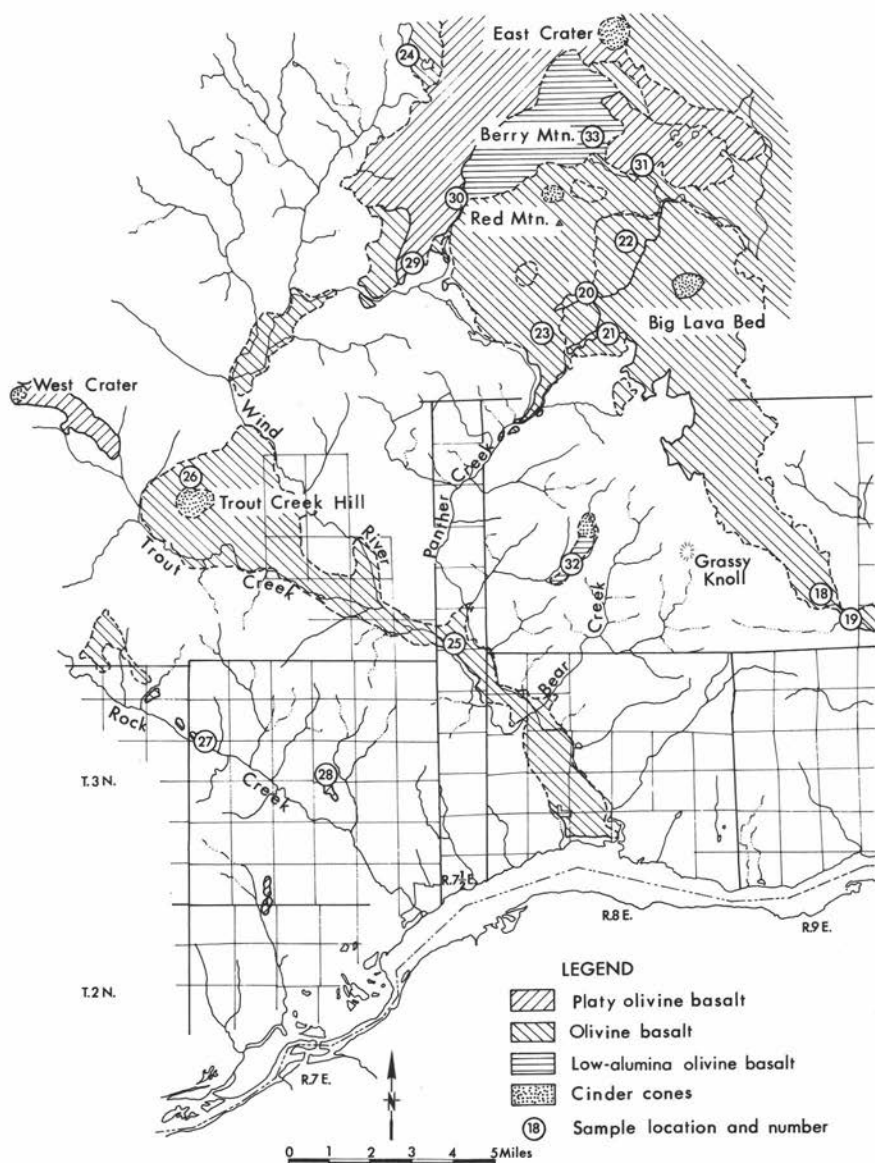 East Crater
24
Berry Mtn.
33
31
30
Red Mtn.
22
29
20
Big Lava Bed
23
21
West Crater
Wind
26
Trout Creek Hill
Panther Creek
River
Trout
Creek
32
Creek
Grassy
Knoll
18
19
25
Bear
Rock
27
T.3 N.
28
Creek
R.7½E.
R.8 E.
R.9 E.
T.2 N.
R.7 E.
N
LEGEND
Platy olivine basalt
Olivine basalt
Low-alumina olivine basalt
Cinder cones
18 Sample location and number
0 1 2 3 4 5 Miles